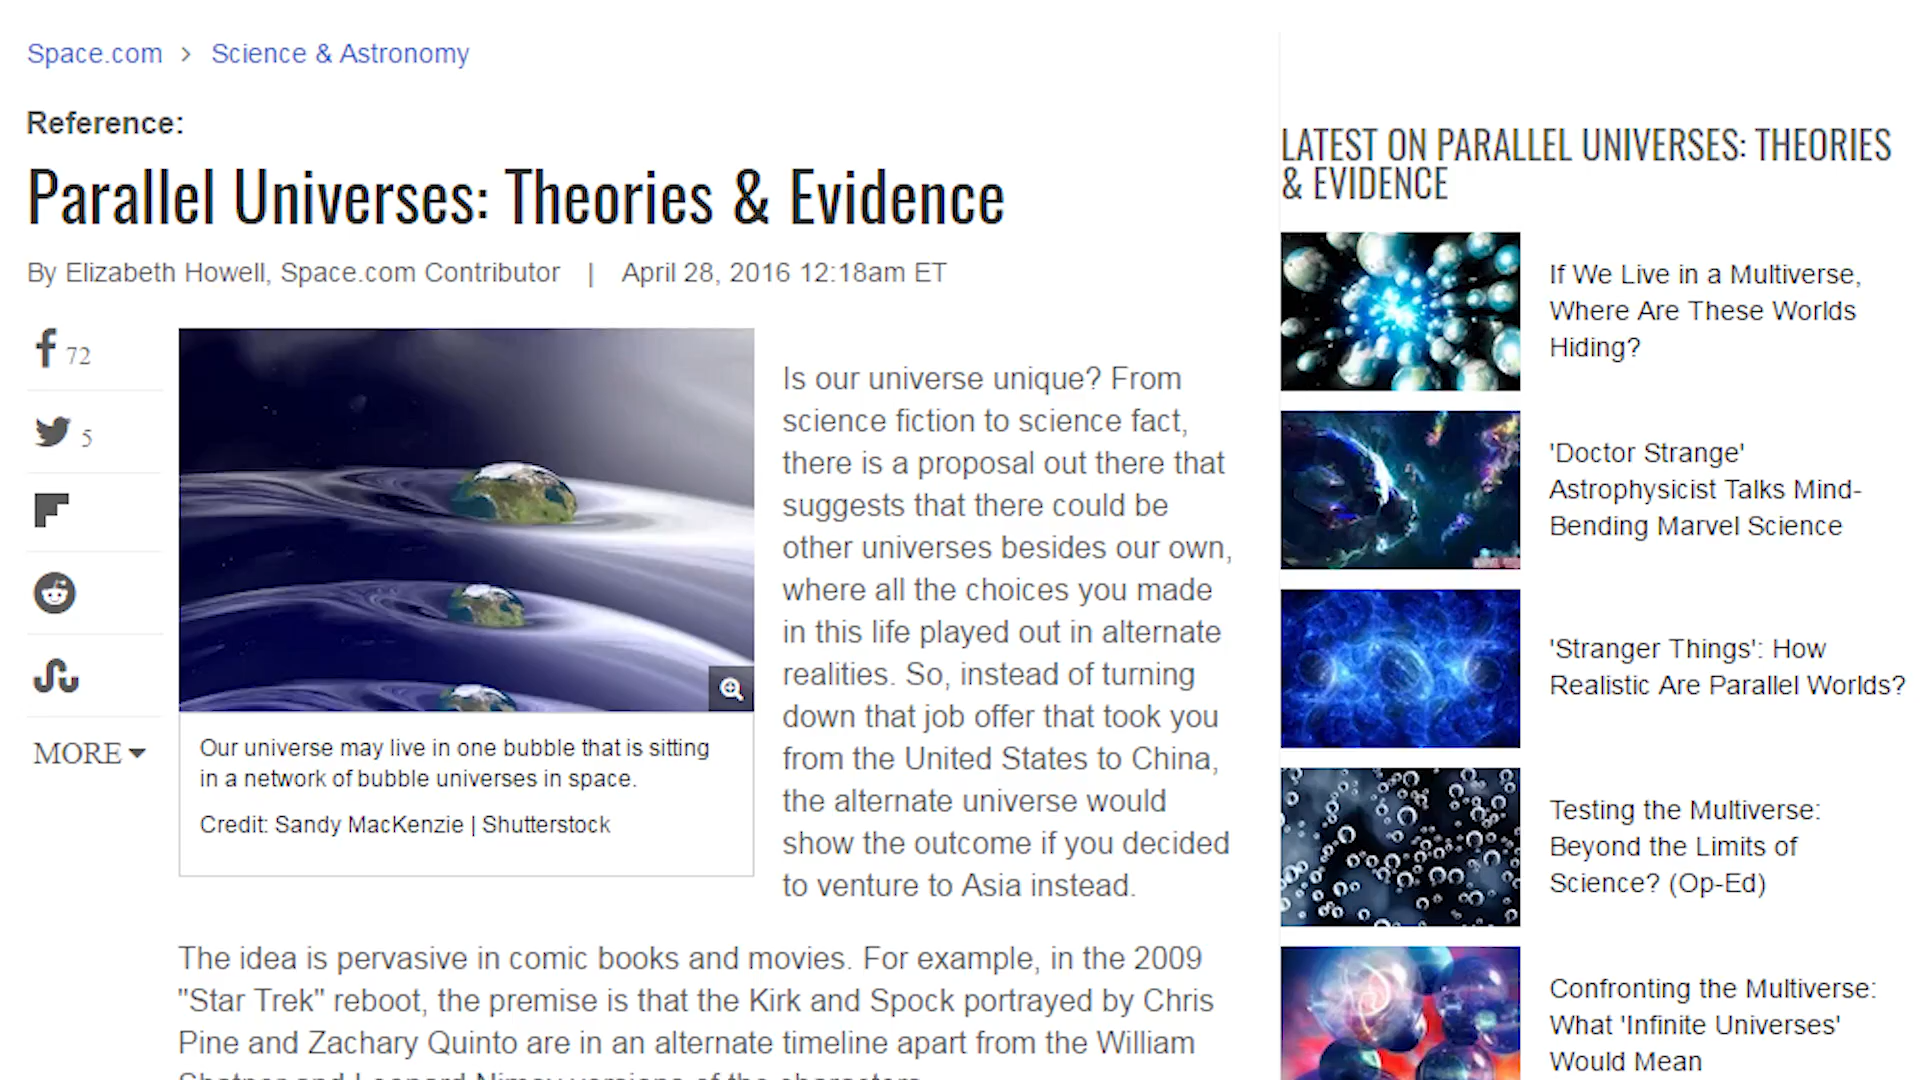 Space.com > Science & Astronomy
Reference:
Parallel Universes: Theories & Evidence
By Elizabeth Howell, Space.com Contributor | April 28, 2016 12:18am ET
72
5
MORE
Our universe may live in one bubble that is sitting
in a network of bubble universes in space.
Credit: Sandy MacKenzie | Shutterstock
Is our universe unique? From
science fiction to science fact,
there is a proposal out there that
suggests that there could be
other universes besides our own,
where all the choices you made
in this life played out in alternate
realities. So, instead of turning
down that job offer that took you
from the United States to China,
the alternate universe would
show the outcome if you decided
to venture to Asia instead.
The idea is pervasive in comic books and movies. For example, in the 2009
"Star Trek" reboot, the premise is that the Kirk and Spock portrayed by Chris
Pine and Zachary Quinto are in an alternate timeline apart from the William
Shatner and Leonard Nimoy versions of the characters.
LATEST ON PARALLEL UNIVERSES: THEORIES
& EVIDENCE
If We Live in a Multiverse,
Where Are These Worlds
Hiding?
'Doctor Strange'
Astrophysicist Talks Mind-
Bending Marvel Science
'Stranger Things': How
Realistic Are Parallel Worlds?
Testing the Multiverse:
Beyond the Limits of
Science? (Op-Ed)
Confronting the Multiverse:
What 'Infinite Universes'
Would Mean